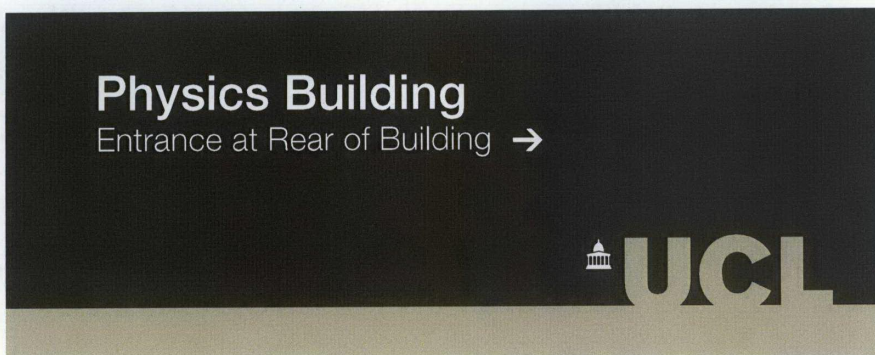 Physics Building
Entrance at Rear of Building →
UCL